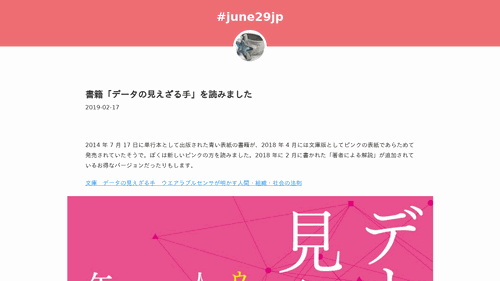 #june29jp
書籍「データの見えざる手」を読みました
2019-02-17
2014 年 7 月 17 日に単行本として出版された青い表紙の書籍が、2018 年 4 月には文庫版としてピンクの表紙であらためて
発売されていたそうで。ぼくは新しいピンクの方を読みました。2018 年に 2 月に書かれた「著者による解説」が追加されて
いるお得なバージョンだったりもします。
文庫　データの見えざる手　ウエアラブルセンサが明かす人間・組織・社会の法則
デー
見
ウ
人